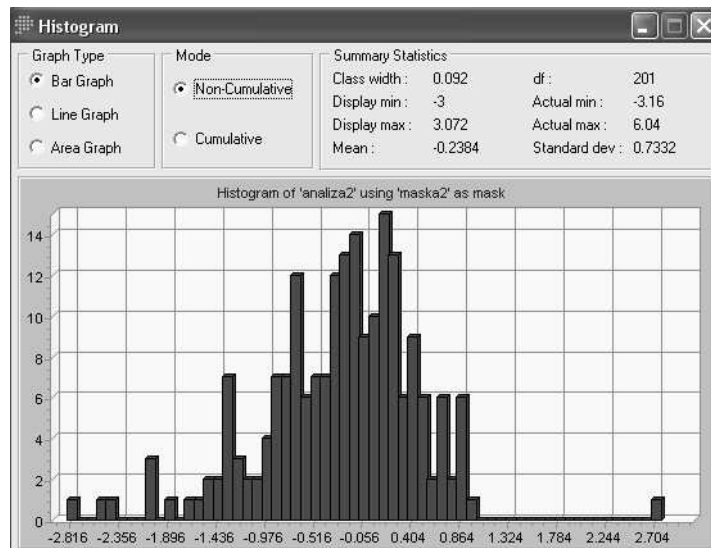 Histogram
Graph Type
Bar Graph
Line Graph
Area Graph
Mode
Non-Cumulative
Cumulative
Summary Statistics
Class width : 0.092 df : 201
Display min : -3 Actual min : -3.16
Display max : 3.072 Actual max : 6.04
Mean : -0.2384 Standard dev : 0.7332
Histogram of 'analiza2' using 'maska2' as mask
14
12
10
8
6
4
2
0
-2.816 -2.356 -1.896 -1.436 -0.976 -0.516 -0.056 0.404 0.864 1.324 1.784 2.244 2.704